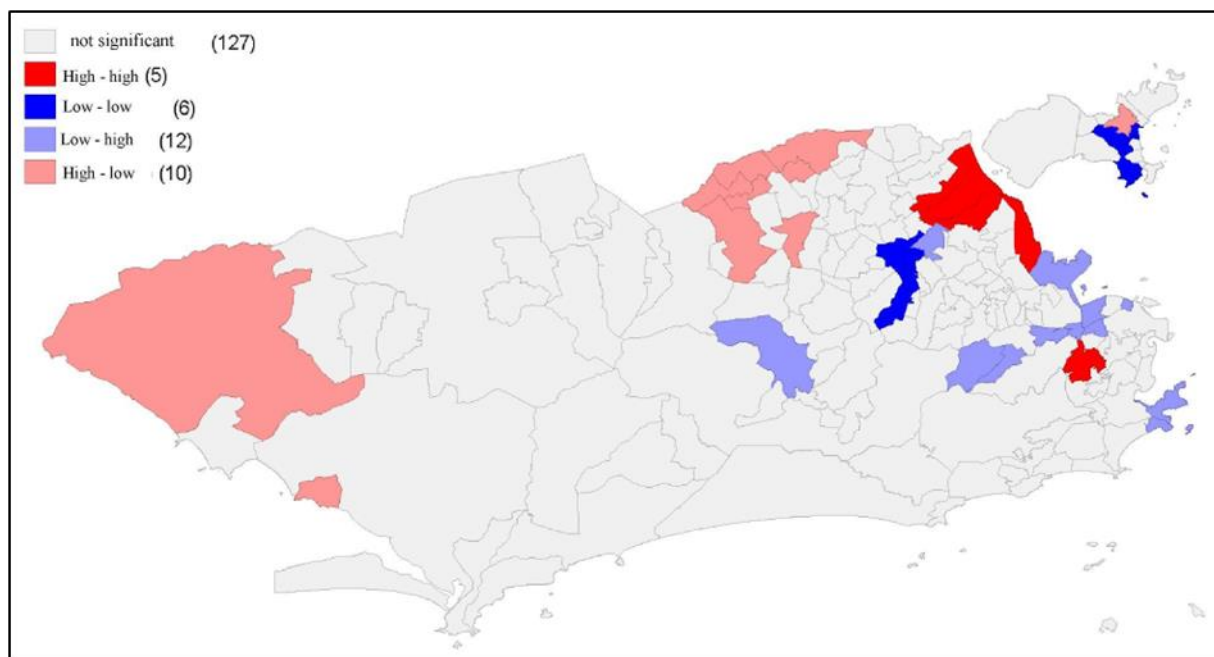 not significant (127)
High - high (5)
Low - low (6)
Low - high (12)
High - low (10)